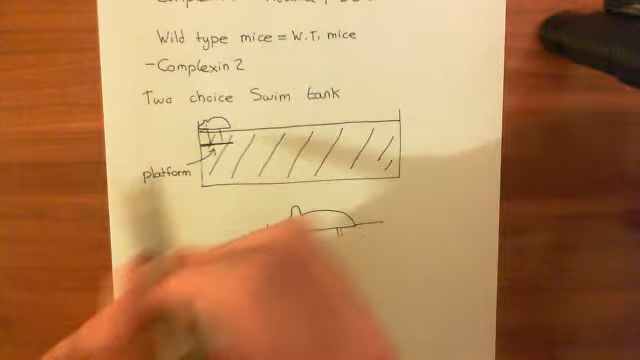 Wild type mice = W.T. mice
- Complexin 2
Two choice Swim tank
platform